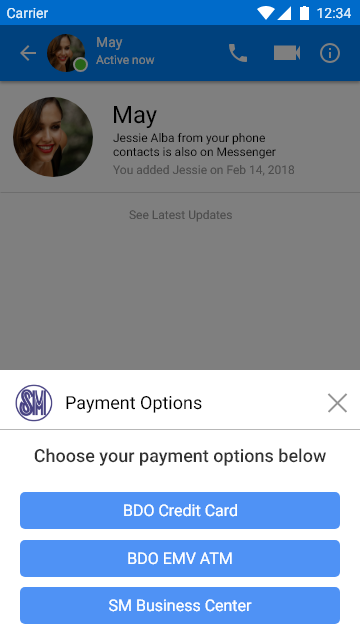 Carrier
12:34
May
Active now
May
Jessie Alba from your phone
contacts is also on Messenger
You added Jessie on Feb 14, 2018
See Latest Updates
SM
Payment Options
Choose your payment options below
BDO Credit Card
BDO EMV ATM
SM Business Center